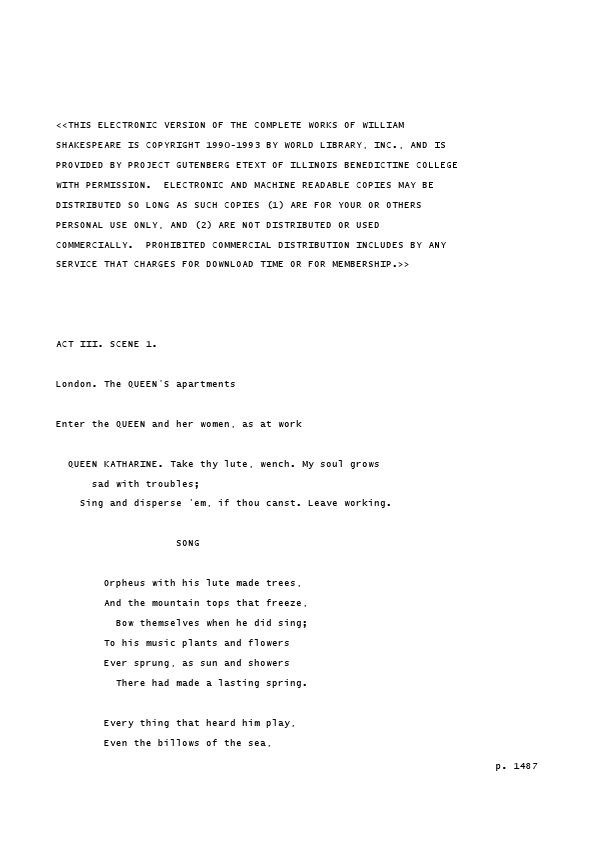 <<THIS ELECTRONIC VERSION OF THE COMPLETE WORKS OF WILLIAM
SHAKESPEARE IS COPYRIGHT 1990-1993 BY WORLD LIBRARY, INC., AND IS
PROVIDED BY PROJECT GUTENBERG ETEXT OF ILLINOIS BENEDICTINE COLLEGE
WITH PERMISSION.  ELECTRONIC AND MACHINE READABLE COPIES MAY BE
DISTRIBUTED SO LONG AS SUCH COPIES (1) ARE FOR YOUR OR OTHERS
PERSONAL USE ONLY, AND (2) ARE NOT DISTRIBUTED OR USED
COMMERCIALLY.  PROHIBITED COMMERCIAL DISTRIBUTION INCLUDES BY ANY
SERVICE THAT CHARGES FOR DOWNLOAD TIME OR FOR MEMBERSHIP.>>
ACT III. SCENE 1.
London. The QUEEN'S apartments
Enter the QUEEN and her women, as at work
QUEEN KATHARINE. Take thy lute, wench. My soul grows
sad with troubles;
Sing and disperse 'em, if thou canst. Leave working.
SONG
Orpheus with his lute made trees,
And the mountain tops that freeze,
Bow themselves when he did sing;
To his music plants and flowers
Ever sprung, as sun and showers
There had made a lasting spring.
Every thing that heard him play,
Even the billows of the sea,
p. 1487